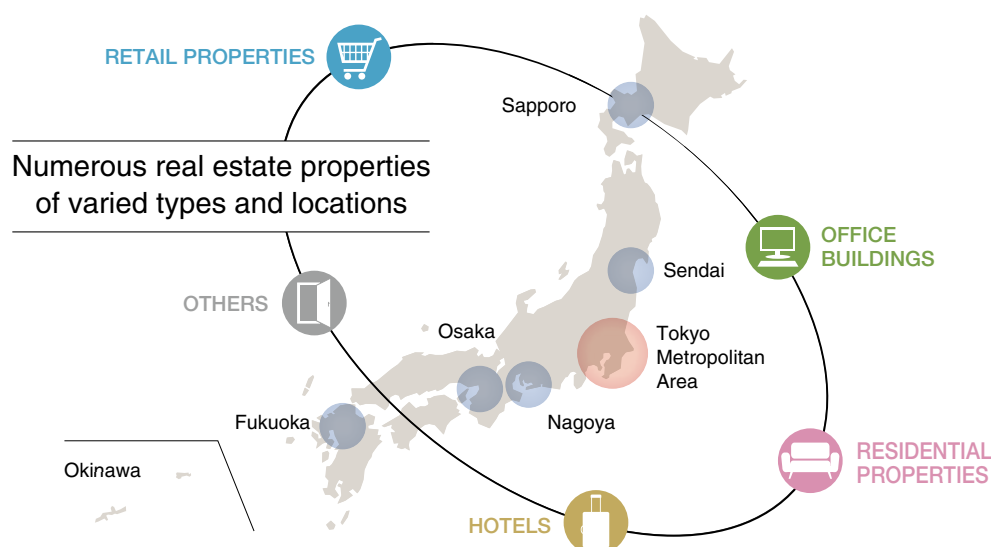 RETAIL PROPERTIES
Sapporo
Numerous real estate properties
of varied types and locations
OFFICE
BUILDINGS
Sendai
OTHERS
Osaka
Tokyo
Metropolitan
Area
Fukuoka
Nagoya
RESIDENTIAL
PROPERTIES
Okinawa
HOTELS